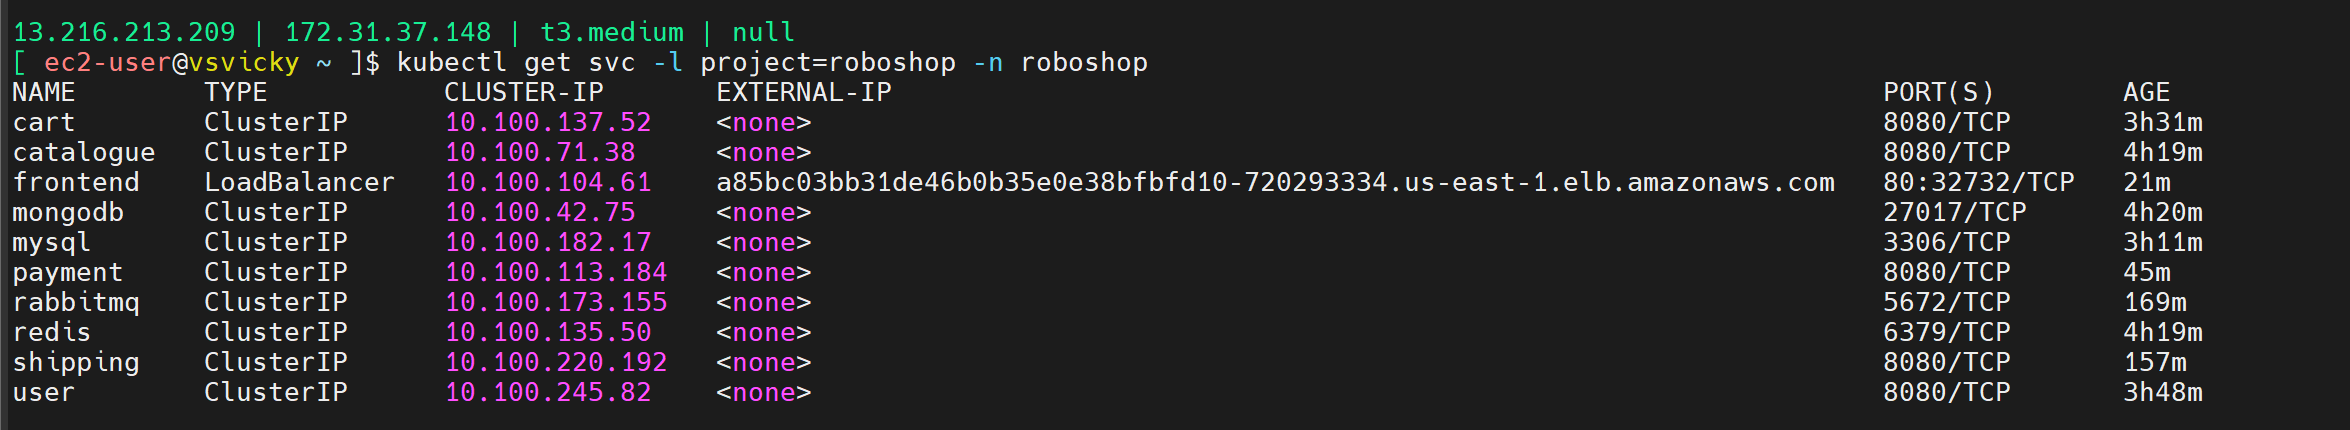 13.216.213.209 | 172.31.37.148 | t3.medium | null
[ ec2-user@vsvicky ~ ]$ kubectl get svc -l project=roboshop -n roboshop
NAME TYPE CLUSTER-IP EXTERNAL-IP PORT(S) AGE
cart ClusterIP 10.100.137.52 <none> 8080/TCP 3h31m
catalogue ClusterIP 10.100.71.38 <none> 8080/TCP 4h19m
frontend LoadBalancer 10.100.104.61 a85bc03bb31de46b0b35e0e38bfbfd10-720293334.us-east-1.elb.amazonaws.com 80:32732/TCP 21m
mongodb ClusterIP 10.100.42.75 <none> 27017/TCP 4h20m
mysql ClusterIP 10.100.182.17 <none> 3306/TCP 3h11m
payment ClusterIP 10.100.113.184 <none> 8080/TCP 45m
rabbitmq ClusterIP 10.100.173.155 <none> 5672/TCP 169m
redis ClusterIP 10.100.135.50 <none> 6379/TCP 4h19m
shipping ClusterIP 10.100.220.192 <none> 8080/TCP 157m
user ClusterIP 10.100.245.82 <none> 8080/TCP 3h48m